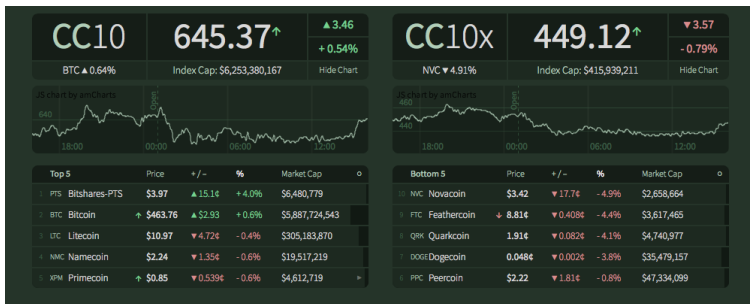 CC10 645.37↑ ▲3.46
+0.54%
BTC▲0.64% Index Cap: $6,253,380,167 Hide Chart
JS chart by amCharts
Open
640
18:00 00:00 06:00 12:00
Top 5 Price +/− % Market Cap
1 PTS Bitshares-PTS $3.97 ▲15.1¢ +4.0% $6,480,779
2 BTC Bitcoin ↑ $463.76 ▲$2.93 +0.6% $5,887,724,543
3 LTC Litecoin $10.97 ▼4.72¢ -0.4% $305,183,870
4 NMC Namecoin $2.24 ▼1.35¢ -0.6% $19,517,219
5 XPM Primecoin ↑ $0.85 ▼0.539¢ -0.6% $4,612,719
CC10x 449.12↑ ▼3.57
-0.79%
NVC▼4.91% Index Cap: $415,939,211 Hide Chart
JS chart by amCharts
Open
460
440
18:00 00:00 06:00 12:00
Bottom 5 Price +/− % Market Cap
10 NVC Novacoin $3.42 ▼17.7¢ -4.9% $2,658,664
9 FTC Feathercoin ↓ 8.81¢ ▼0.408¢ -4.4% $3,617,465
8 QRK Quarkcoin 1.91¢ ▼0.082¢ -4.1% $4,740,977
7 DOGE Dogecoin 0.048¢ ▼0.002¢ -3.8% $35,479,157
6 PPC Peercoin $2.22 ▼1.81¢ -0.8% $47,334,099